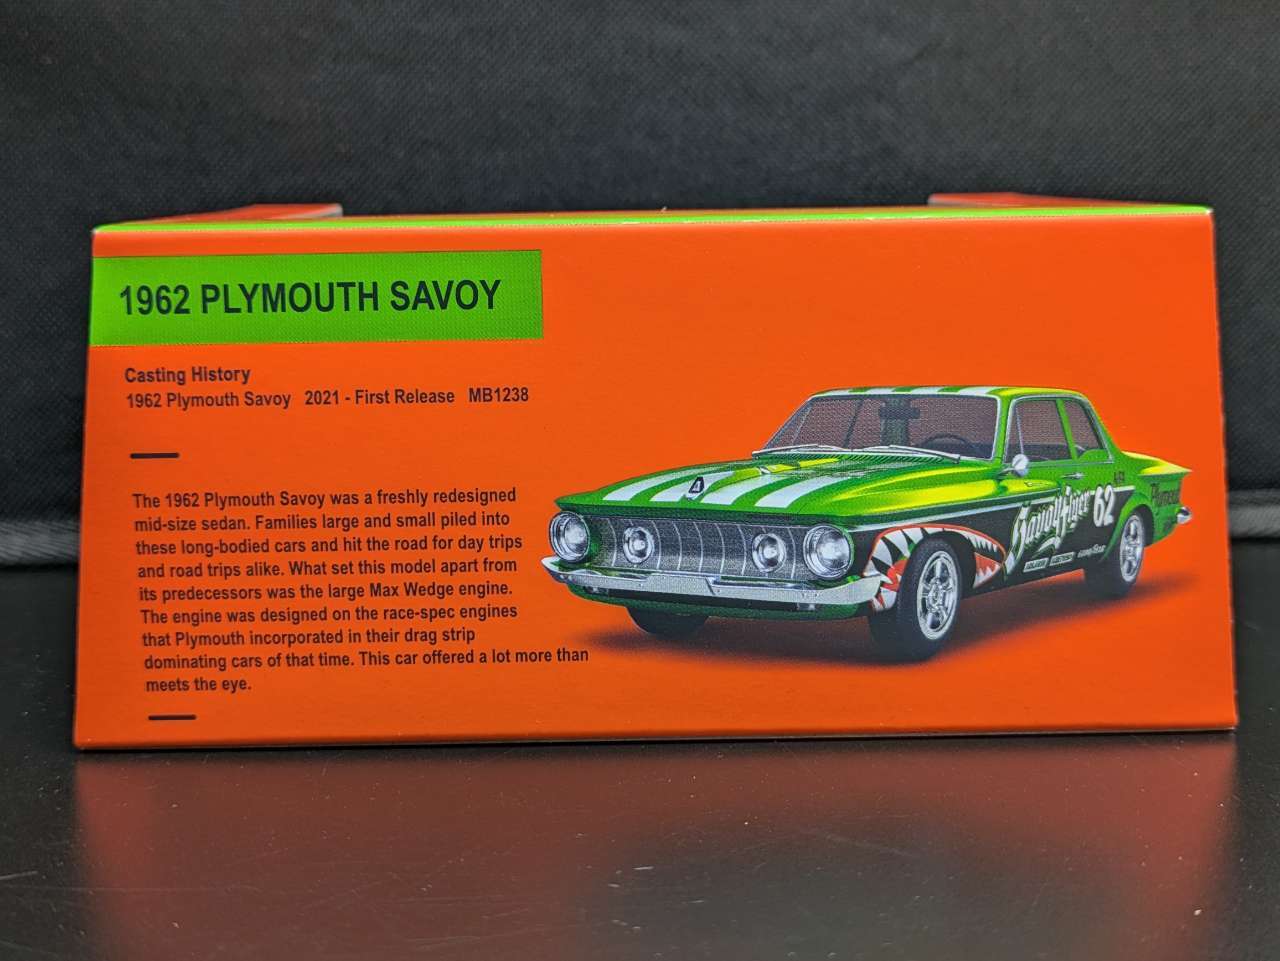 1962 PLYMOUTH SAVOY
Casting History
1962 Plymouth Savoy 2021 - First Release MB1238
The 1962 Plymouth Savoy was a freshly redesigned
mid-size sedan. Families large and small piled into
these long-bodied cars and hit the road for day trips
and road trips alike. What set this model apart from
its predecessors was the large Max Wedge engine.
The engine was designed on the race-spec engines
that Plymouth incorporated in their drag strip
dominating cars of that time. This car offered a lot more than
meets the eye.
Savoy Flyer 62
Plymouth
GOODYEAR